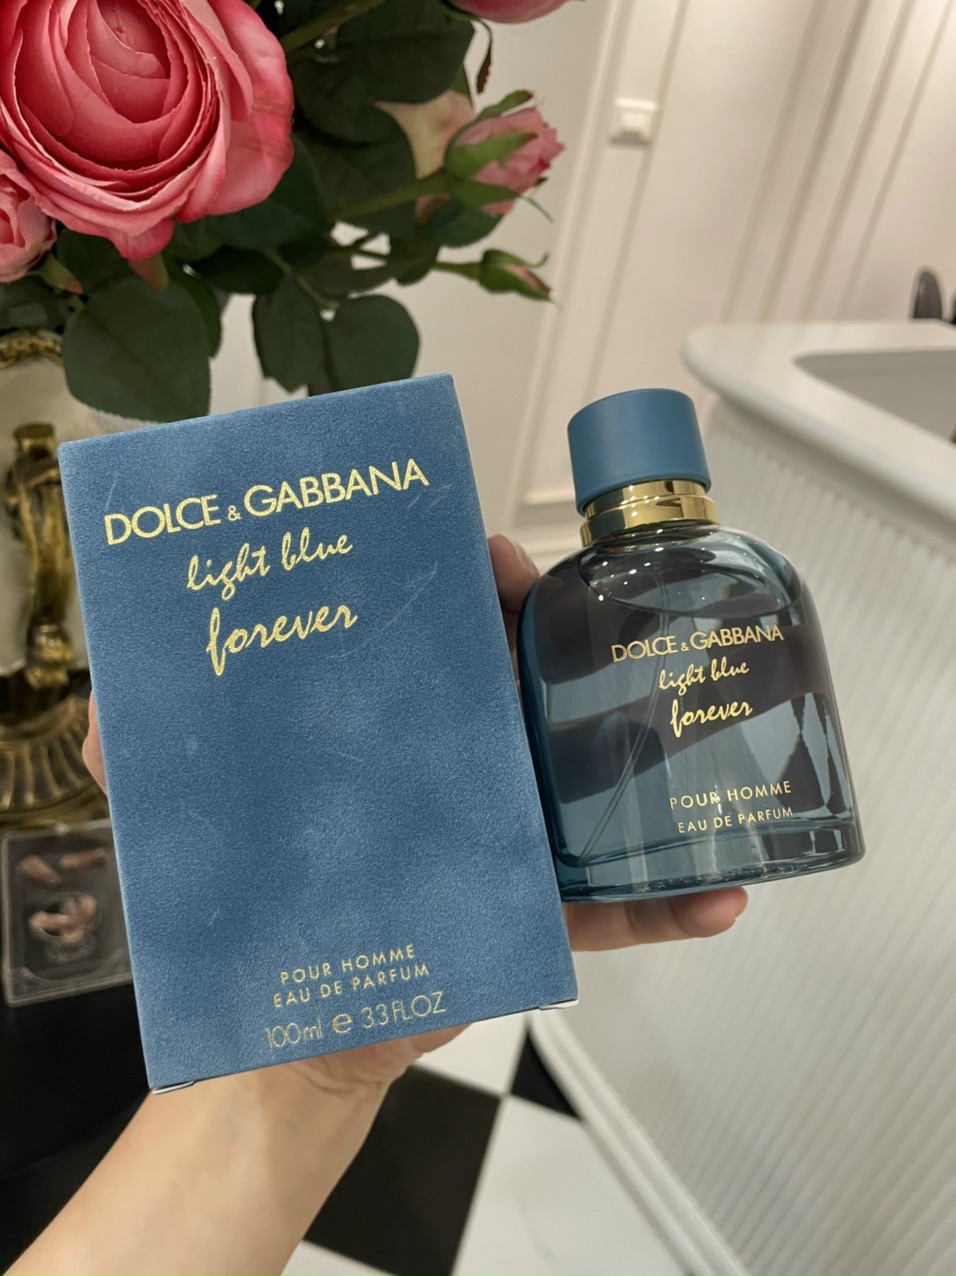 DOLCE & GABBANA
light blue
forever
POUR HOMME
EAU DE PARFUM
100ml e 3.3 FL.OZ
DOLCE & GABBANA
light blue
forever
POUR HOMME
EAU DE PARFUM